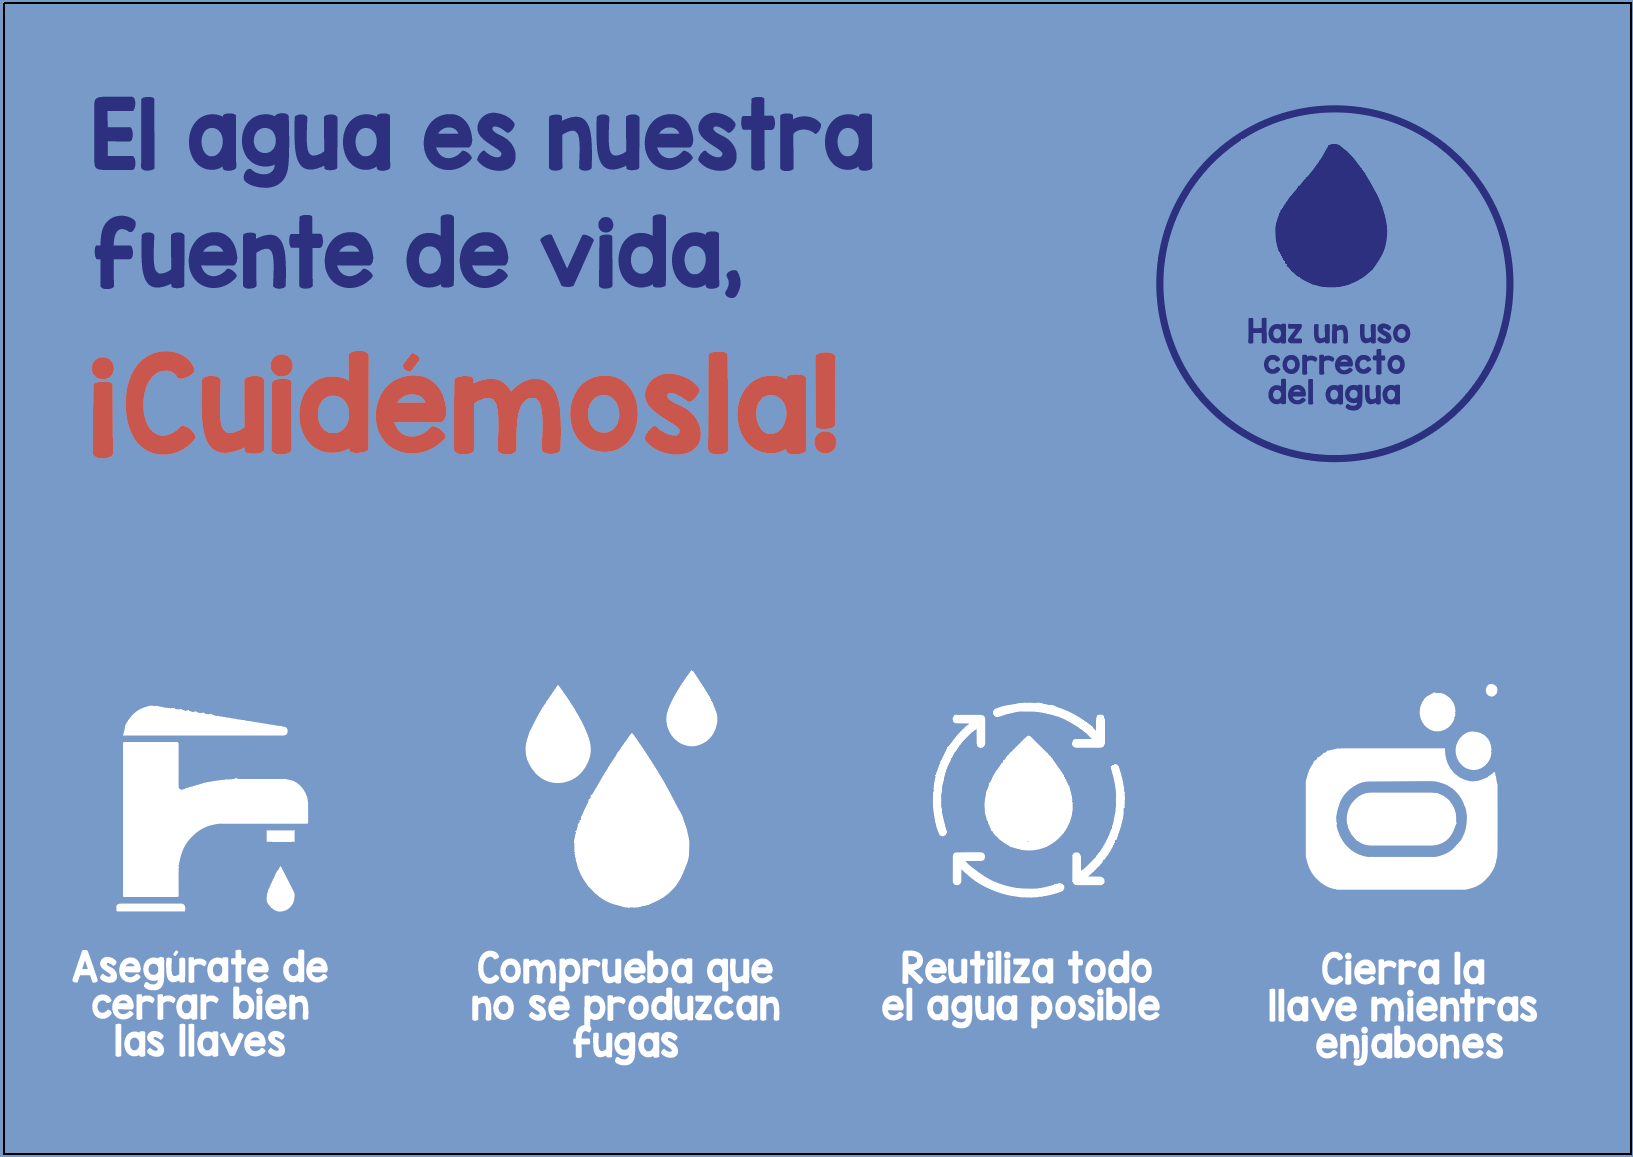 El agua es nuestra
fuente de vida,
¡Cuidémosla!
Haz un uso
correcto
del agua
Asegúrate de
cerrar bien
las llaves
Comprueba que
no se produzcan
fugas
Reutiliza todo
el agua posible
Cierra la
llave mientras
enjabones